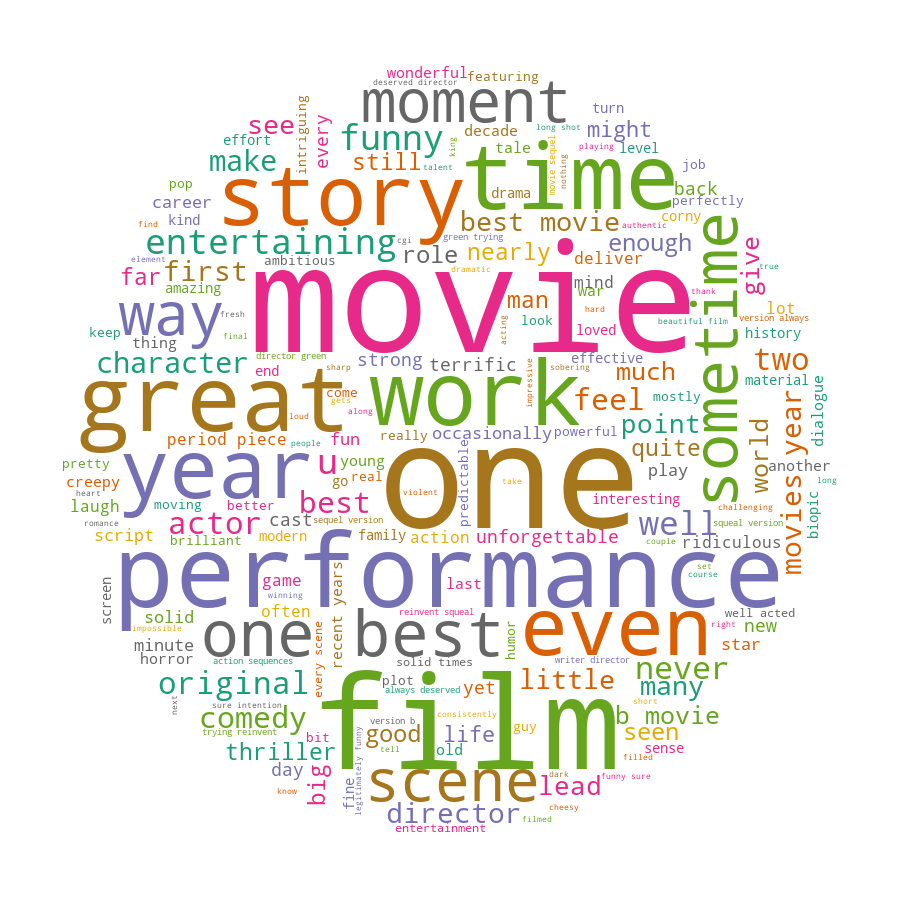 wonderful
deserved director
featuring
moment
intriguing
see
every
funny
decade
long shot
turn
might
effort
make
still
king
talent
tale
movie sequel
nothing
playing
level
job
story
time
drama
back
perfectly
pop
career
kind
find
best movie
authentic
corny
entertaining
cgi
green trying
role
nearly
enough
deliver
sometime
give
element
far
first
ambitious
dramatic
mind
true
amazing
movie
war
thank
man
lot
way
fresh
look
loved
hard
beautiful film
version always
keep
thing
final
acting
history
character
director green
strong
terrific
effective
two
end
sharp
impressive
sobering
much
material
great
work
come
gets
feel
mostly
dialogue
loud
along
point
period piece
people
fun
really
occasionally
powerful
world
movies year
year
one
predictable
quite
pretty
u
young
play
another
creepy
heart
go
real
take
long
laugh
moving
better
best
violent
interesting
challenging
biopic
romance
actor
cast
sequel version
well
squeal version
script
brilliant
modern
family
action
unforgettable
couple
ridiculous
performance
game
last
set
course
screen
winning
recent years
solid
often
reinvent squeal
well acted
impossible
one best
even
right
new
minute
humor
star
horror
action sequences
every scene
solid times
writer director
never
original
plot
always deserved
yet
little
many
next
sure intention
film
short
comedy
version b
consistently
b movie
trying reinvent
bit
good
life
guy
seen
thriller
legitimately funny
tell
old
sense
filled
day
big
scene
dark
funny sure
know
fine
lead
director
cheesy
filmed
entertainment